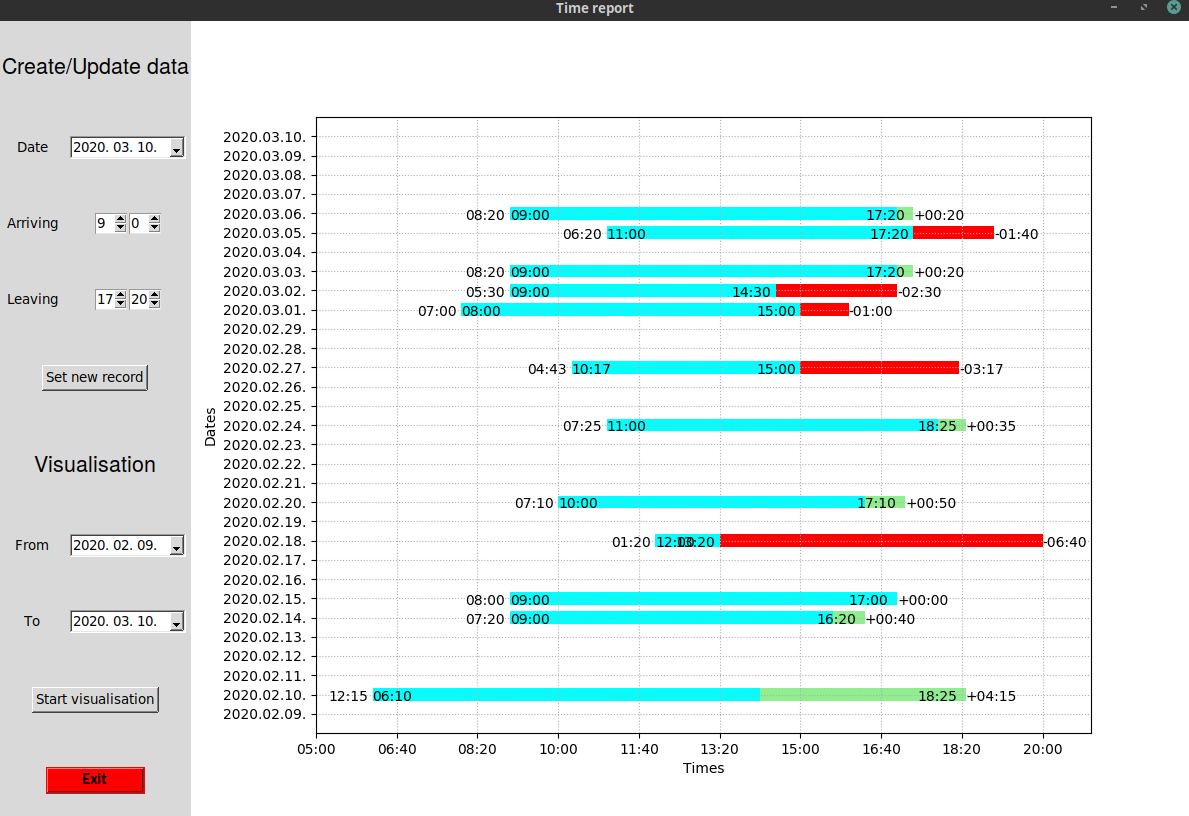 Time report
Create/Update data
Date 2020. 03. 10.
Arriving 9 0
Leaving 17 20
Set new record
Visualisation
From 2020. 02. 09.
To 2020. 03. 10.
Start visualisation
Exit
Dates
2020.03.10.
2020.03.09.
2020.03.08.
2020.03.07.
2020.03.06. 08:20 09:00 17:20 +00:20
2020.03.05. 06:20 11:00 17:20 -01:40
2020.03.04.
2020.03.03. 08:20 09:00 17:20 +00:20
2020.03.02. 05:30 09:00 14:30 -02:30
2020.03.01. 07:00 08:00 15:00 -01:00
2020.02.29.
2020.02.28.
2020.02.27. 04:43 10:17 15:00 -03:17
2020.02.26.
2020.02.25.
2020.02.24. 07:25 11:00 18:25 +00:35
2020.02.23.
2020.02.22.
2020.02.21.
2020.02.20. 07:10 10:00 17:10 +00:50
2020.02.19.
2020.02.18. 01:20 12:00 13:20 -06:40
2020.02.17.
2020.02.16.
2020.02.15. 08:00 09:00 17:00 +00:00
2020.02.14. 07:20 09:00 16:20 +00:40
2020.02.13.
2020.02.12.
2020.02.11.
2020.02.10. 12:15 06:10 18:25 +04:15
2020.02.09.
05:00 06:40 08:20 10:00 11:40 13:20 15:00 16:40 18:20 20:00
Times